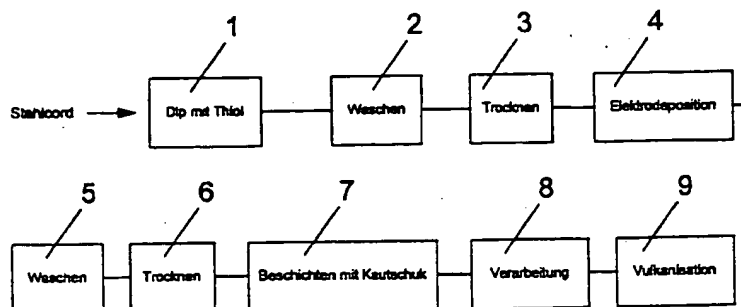 1 2 3 4
Stahlcord Dip mit Thiol Waschen Trocknen Elektrodeposition
5 6 7 8 9
Waschen Trocknen Beschichten mit Kautschuk Verarbeitung Vulkanisation